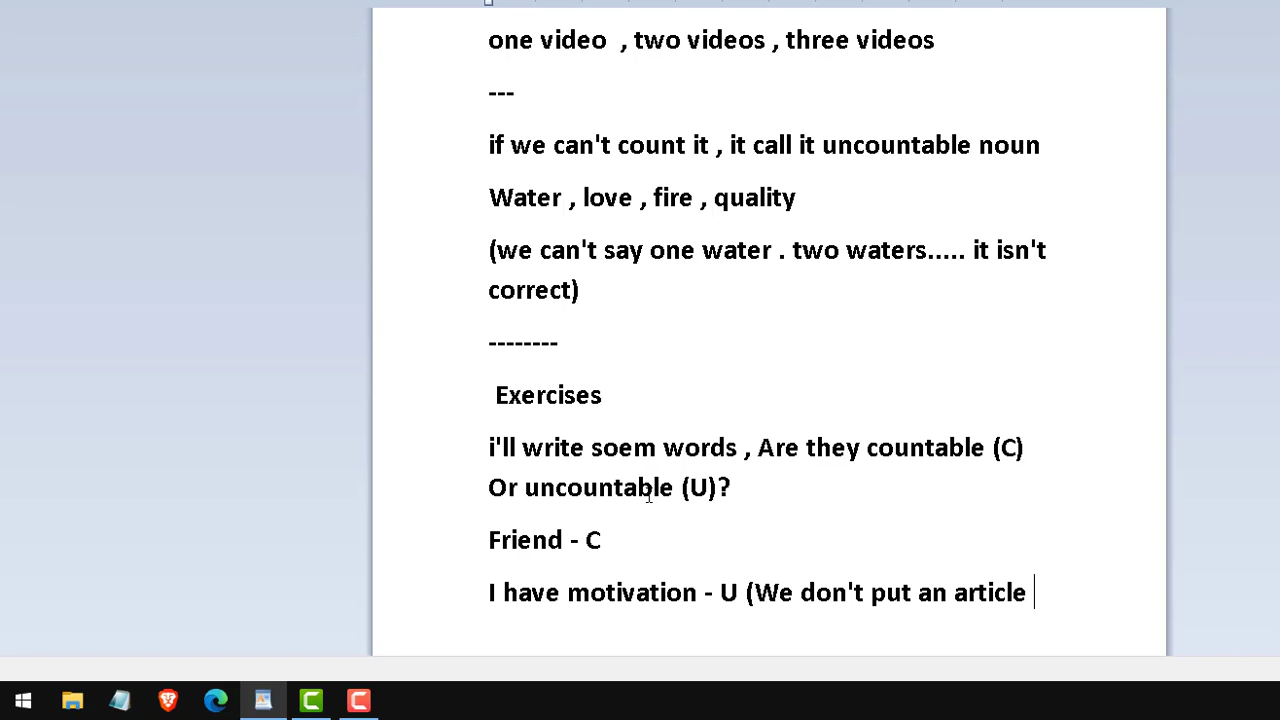 one video , two videos , three videos
---
if we can't count it , it call it uncountable noun
Water , love , fire , quality
(we can't say one water . two waters..... it isn't
correct)
--------
Exercises
i'll write soem words , Are they countable (C)
Or uncountable (U)?
Friend - C
I have motivation - U (We don't put an article